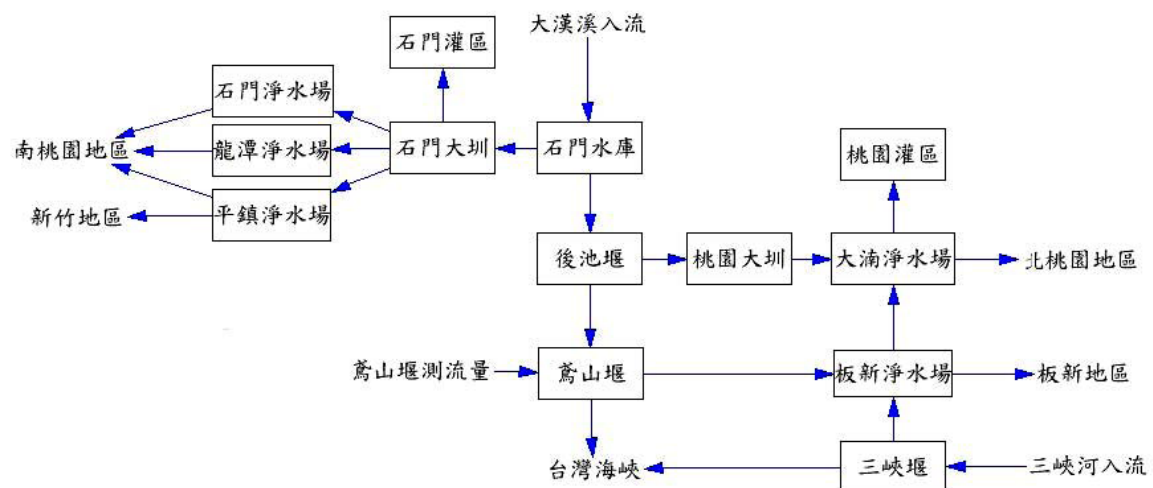 大漢溪入流
石門灌區
石門淨水場
南桃園地區
龍潭淨水場
石門大圳
石門水庫
桃園灌區
新竹地區
平鎮淨水場
後池堰
桃園大圳
大湳淨水場
北桃園地區
鳶山堰測流量
鳶山堰
板新淨水場
板新地區
台灣海峽
三峽堰
三峽河入流